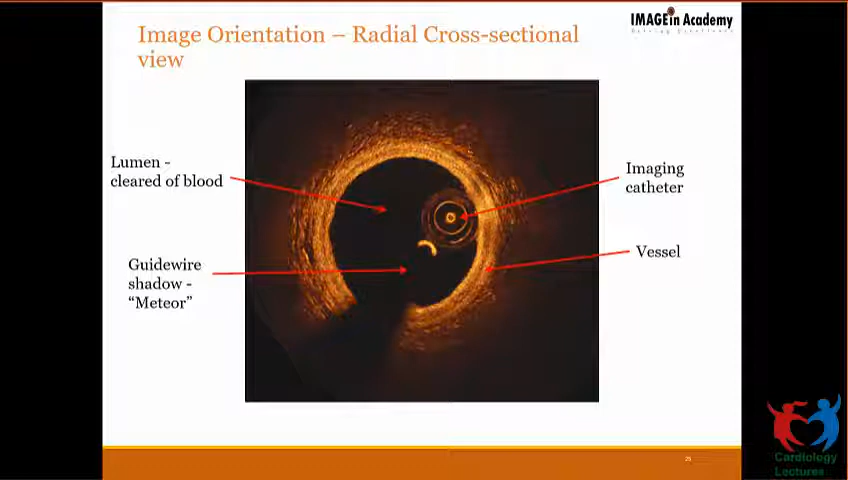 Image Orientation – Radial Cross-sectional
view
IMAGEin Academy
Lumen -
cleared of blood
Guidewire
shadow -
“Meteor”
Imaging
catheter
Vessel
Cardiology
Lectures